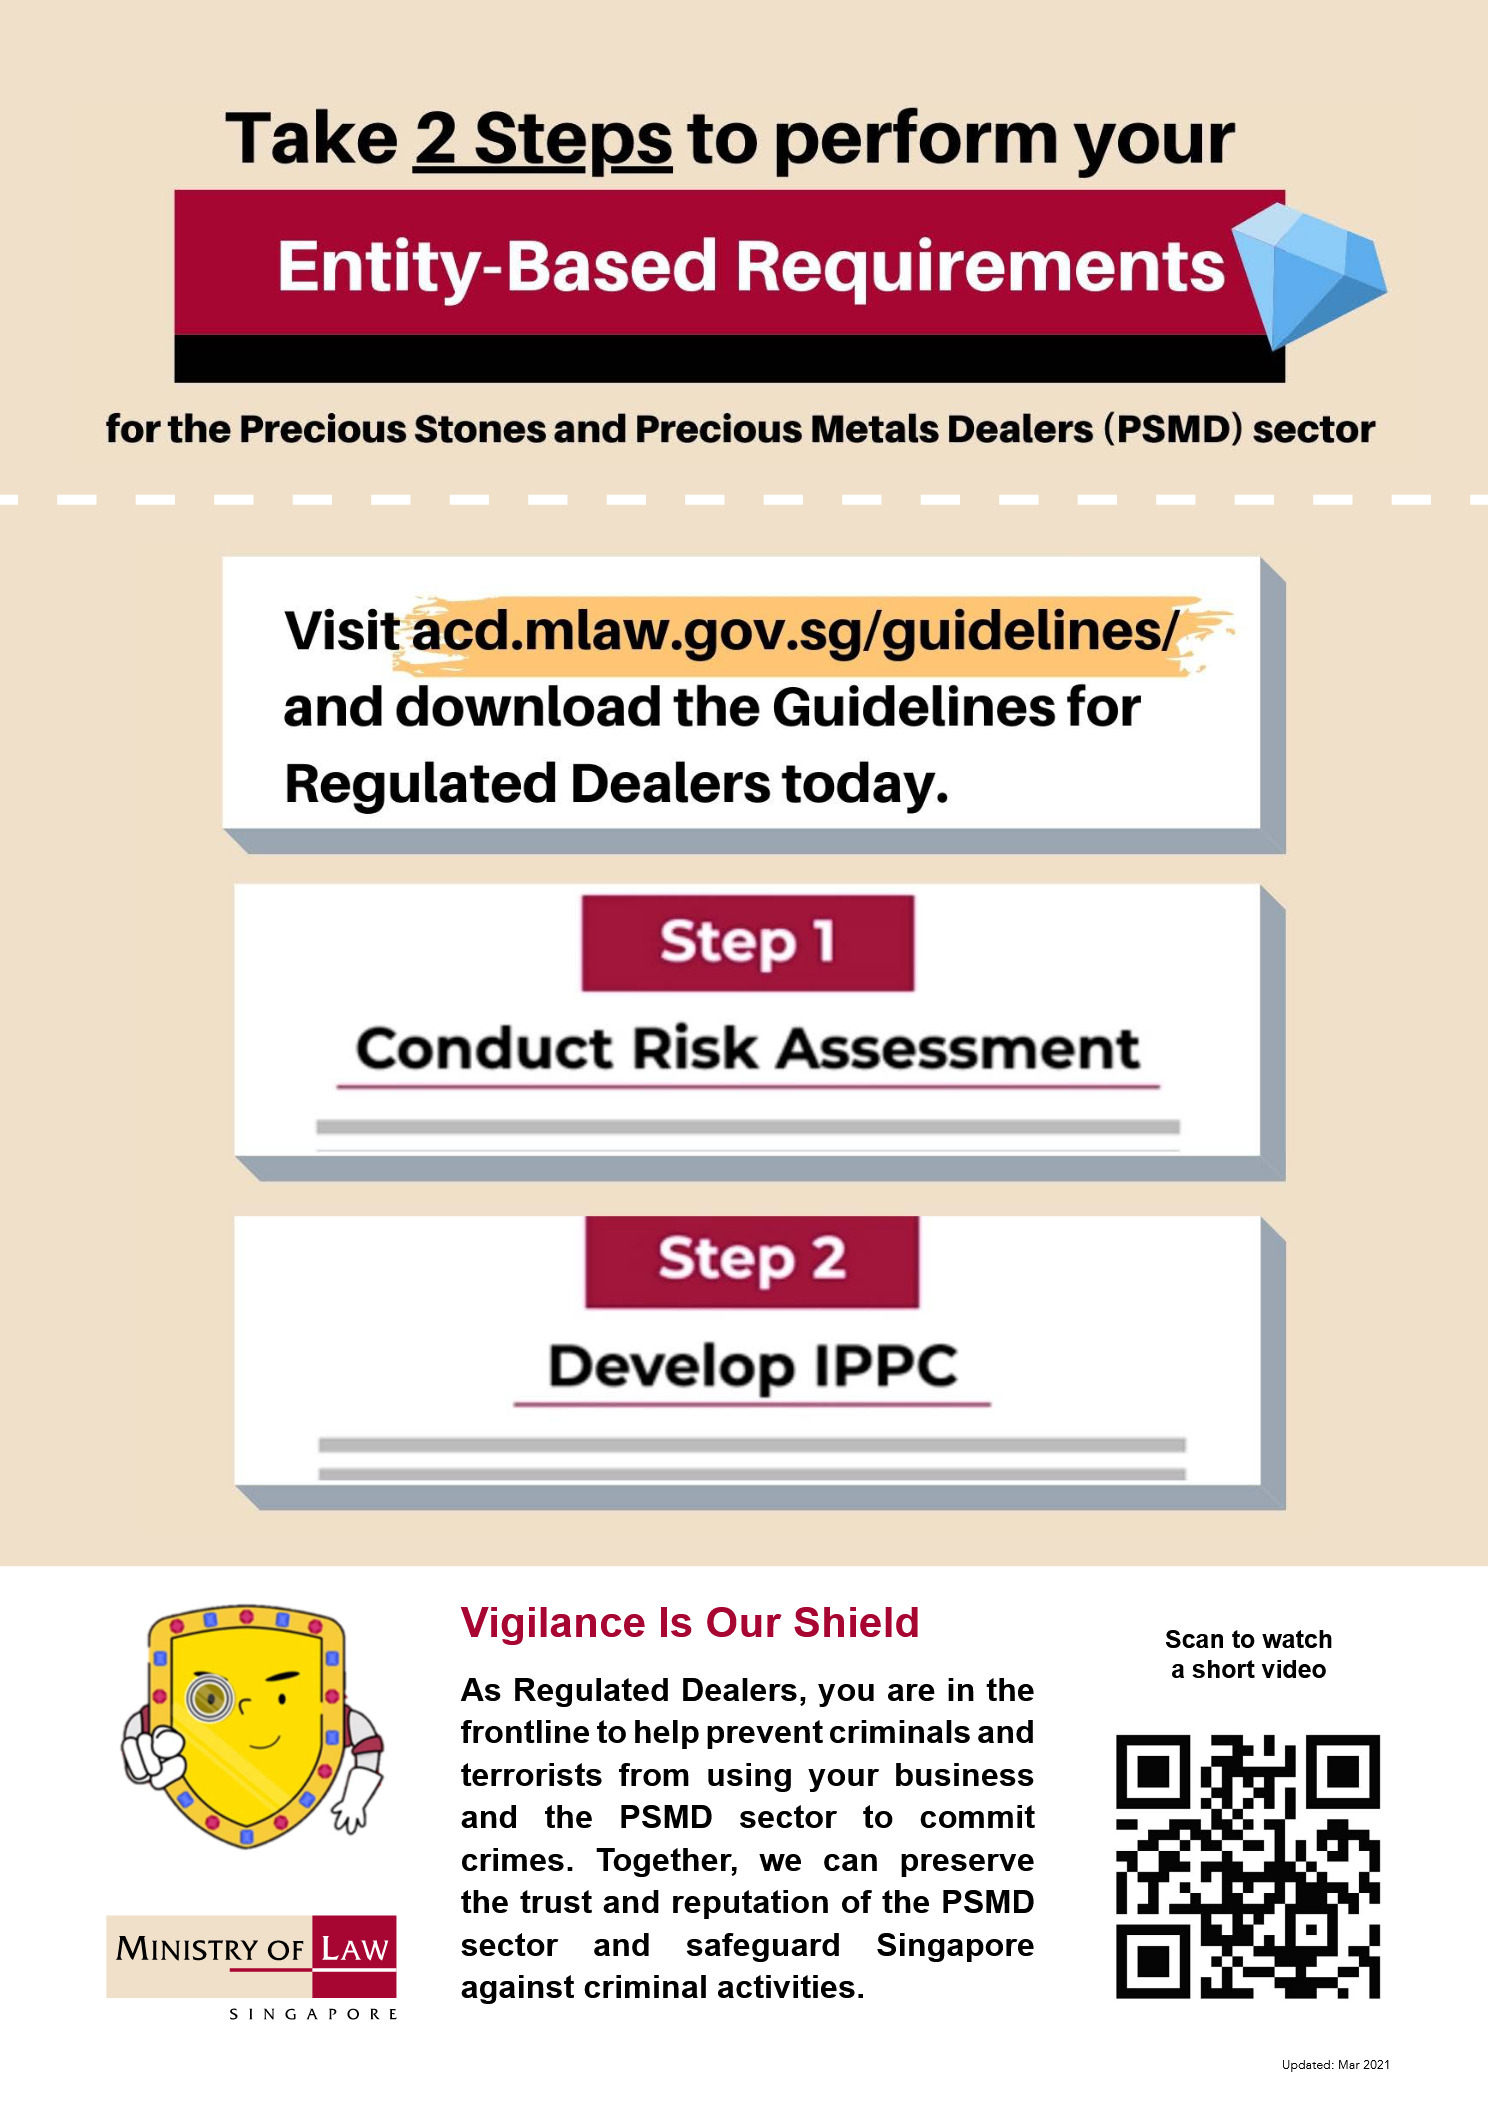 Take 2 Steps to perform your
Entity-Based Requirements
for the Precious Stones and Precious Metals Dealers (PSMD) sector
Visit acd.mlaw.gov.sg/guidelines/
and download the Guidelines for
Regulated Dealers today.
Step 1
Conduct Risk Assessment
Step 2
Develop IPPC
Vigilance Is Our Shield
As Regulated Dealers, you are in the
frontline to help prevent criminals and
terrorists from using your business
and the PSMD sector to commit
crimes. Together, we can preserve
the trust and reputation of the PSMD
sector and safeguard Singapore
against criminal activities.
Scan to watch
a short video
MINISTRY OF LAW
SINGAPORE
Updated: Mar 2021